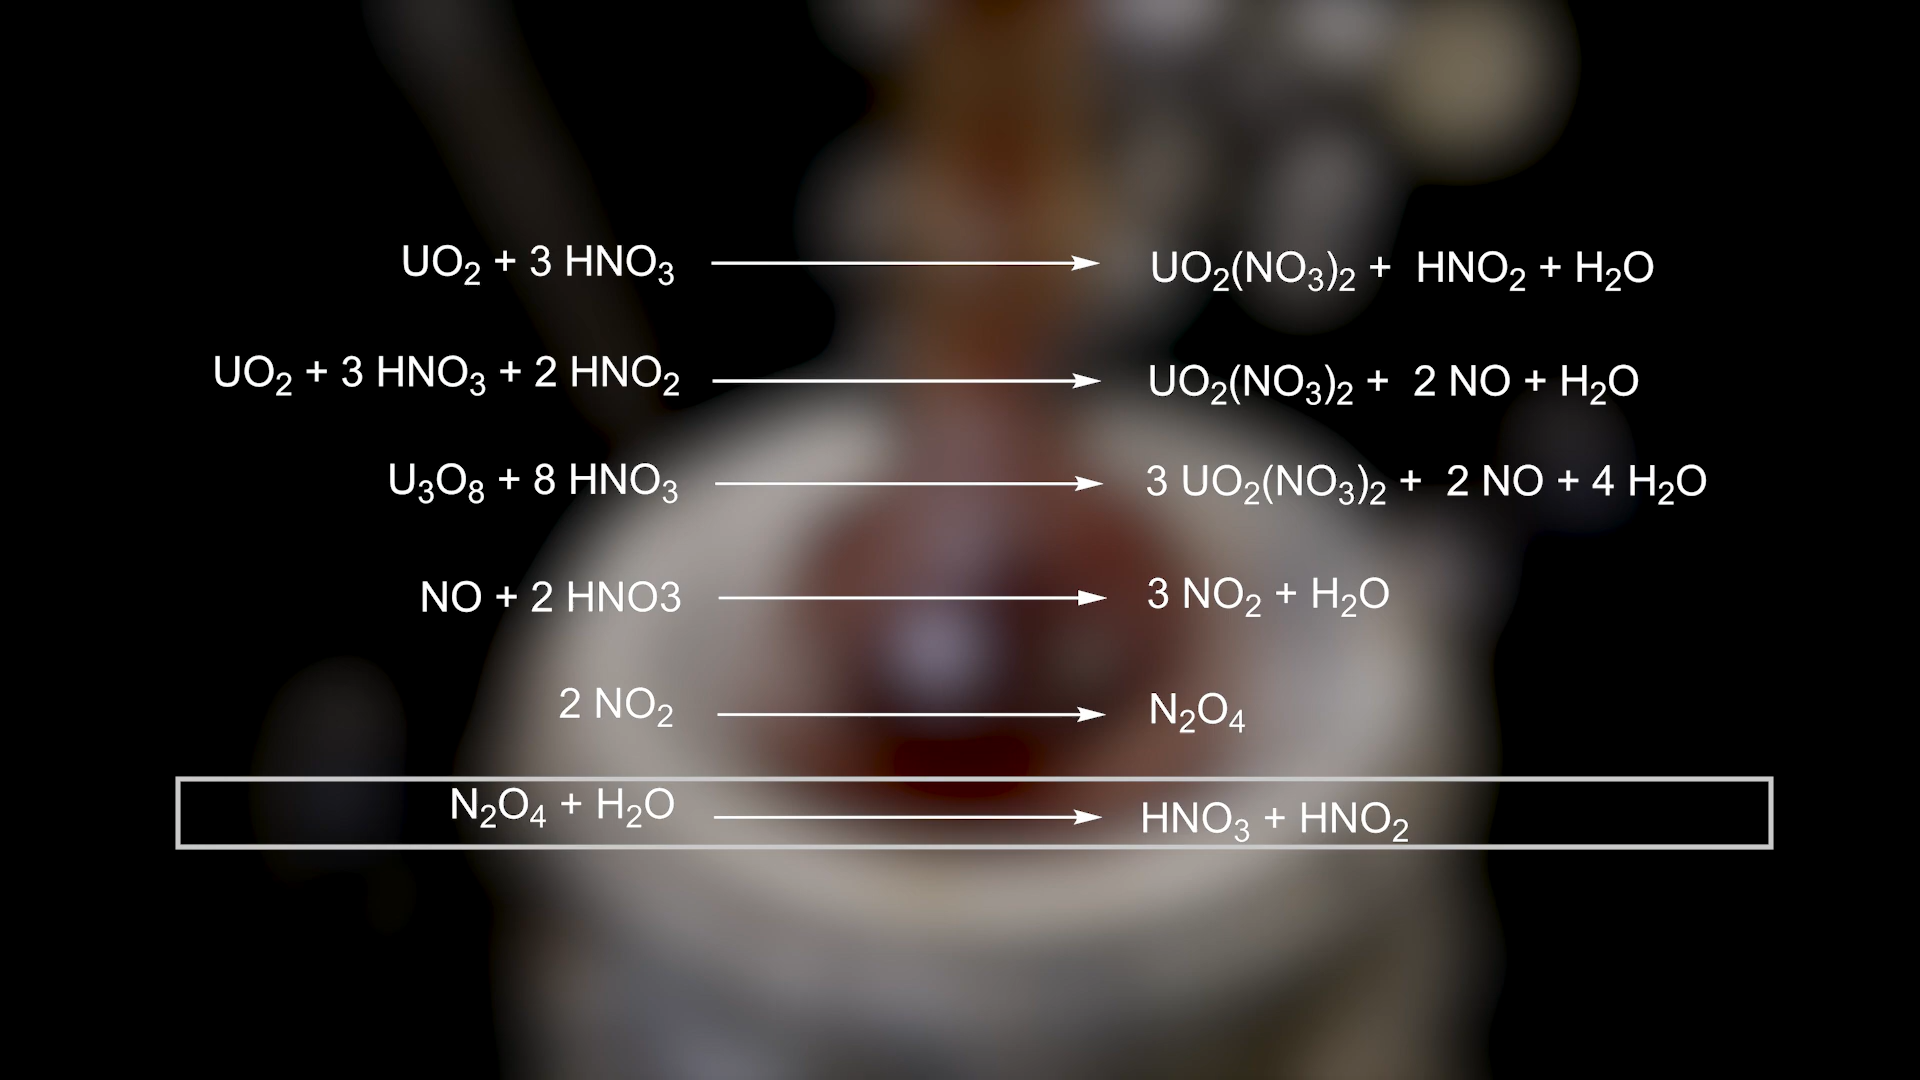 UO₂ + 3 HNO₃ ⟶ UO₂(NO₃)₂ + HNO₂ + H₂O
UO₂ + 3 HNO₃ + 2 HNO₂ ⟶ UO₂(NO₃)₂ + 2 NO + H₂O
U₃O₈ + 8 HNO₃ ⟶ 3 UO₂(NO₃)₂ + 2 NO + 4 H₂O
NO + 2 HNO3 ⟶ 3 NO₂ + H₂O
2 NO₂ ⟶ N₂O₄
N₂O₄ + H₂O ⟶ HNO₃ + HNO₂